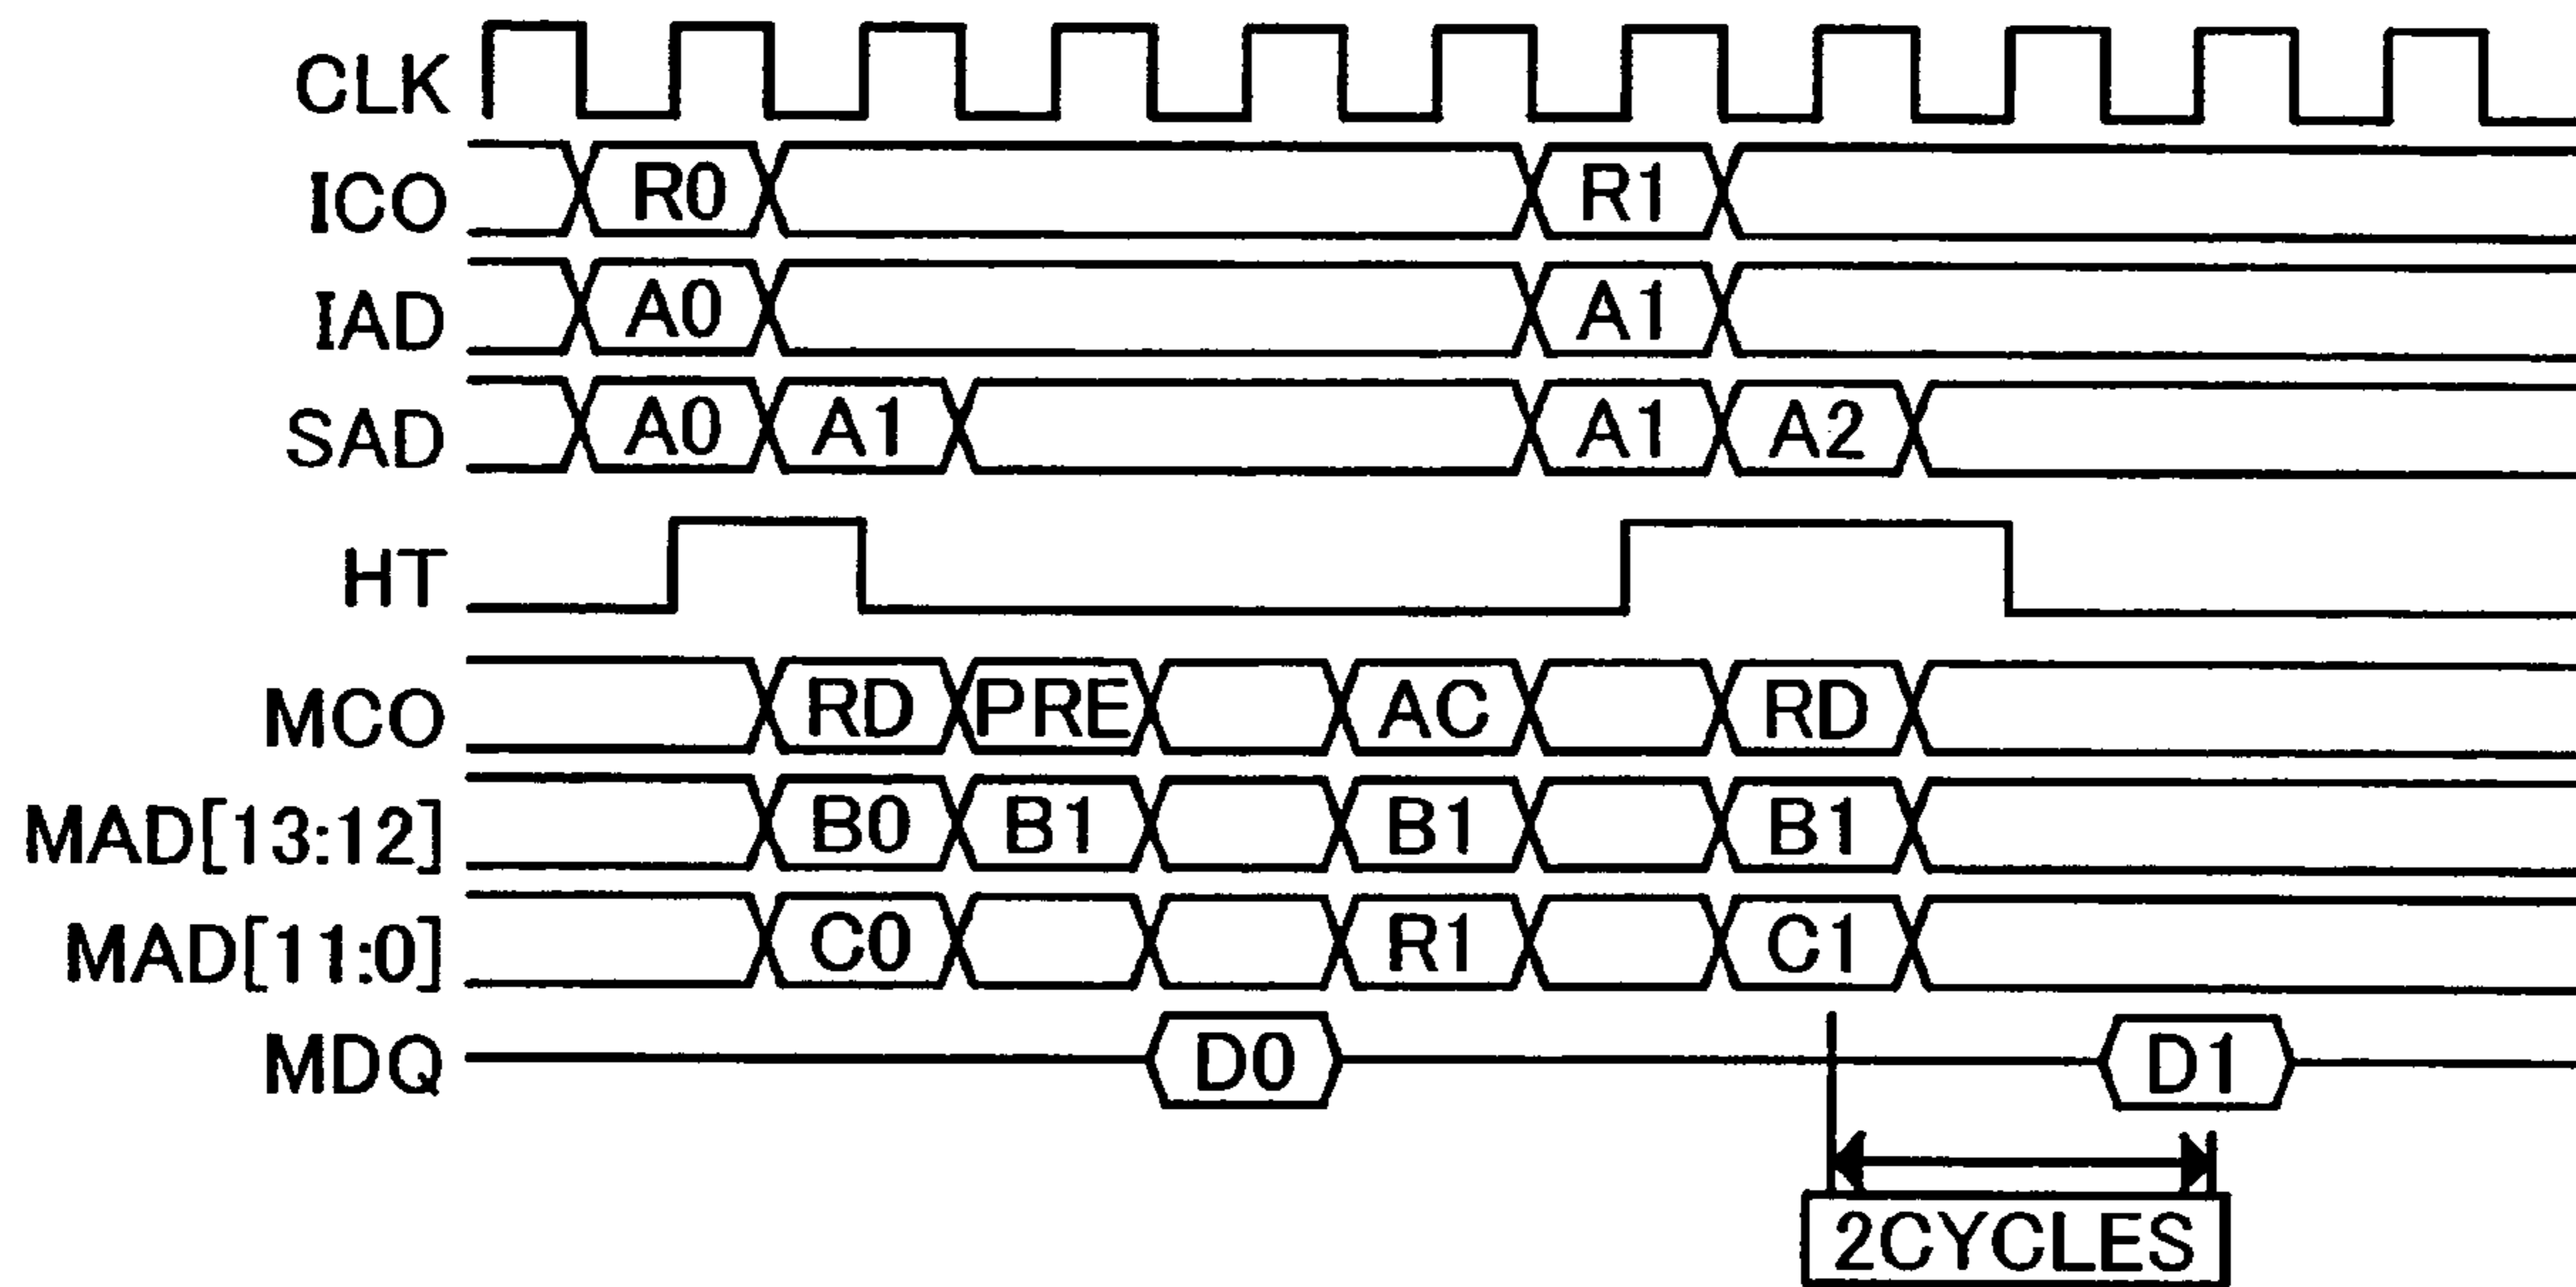 CLK
ICO R0 R1
IAD A0 A1
SAD A0 A1 A1 A2
HT
MCO RD PRE AC RD
MAD[13:12] B0 B1 B1 B1
MAD[11:0] C0 R1 C1
MDQ D0 D1
2CYCLES